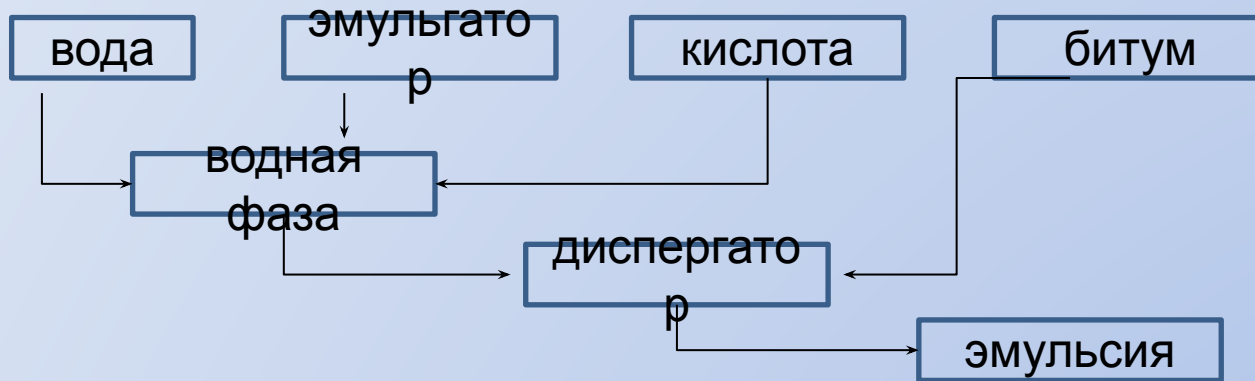 вода
эмульгато
р
кислота
битум
водная
фаза
диспергато
р
эмульсия